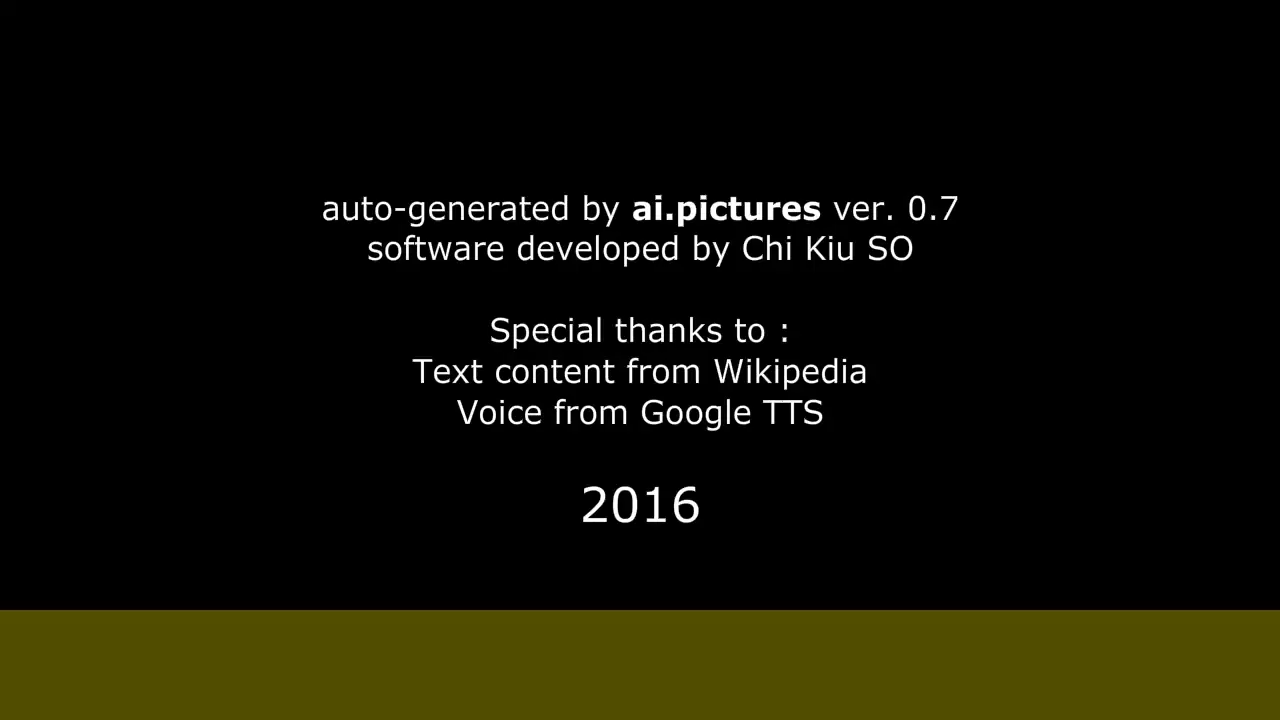 auto-generated by ai.pictures ver. 0.7
software developed by Chi Kiu SO
Special thanks to :
Text content from Wikipedia
Voice from Google TTS
2016